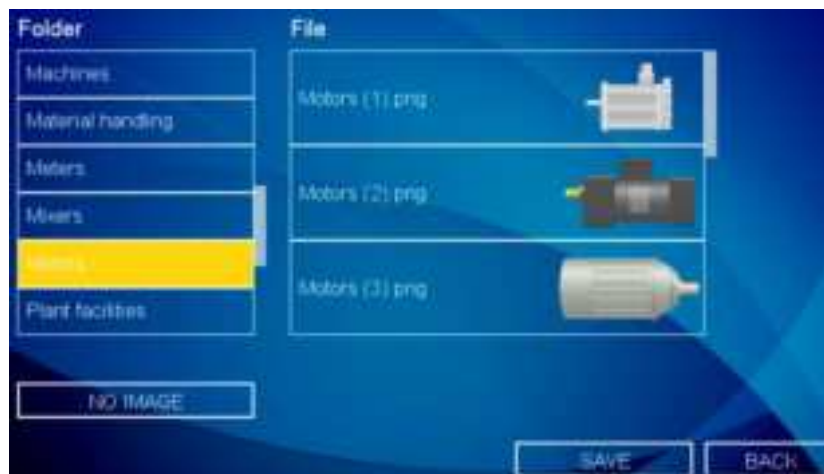 Folder
File
Machines
Material handling
Meters
Mixers
Motors
Plant facilities
Motors (1).png
Motors (2).png
Motors (3).png
NO IMAGE
SAVE
BACK